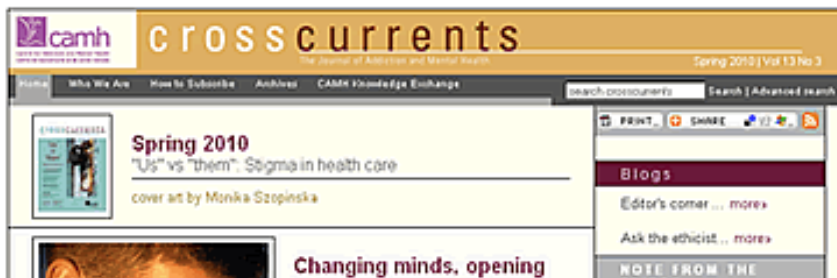 camh
crosscurrents
The Journal of Addiction and Mental Health
Spring 2010 | Vol 13 No 3
Home Who We Are How to Subscribe Archives CAMH Knowledge Exchange
search crosscurrents Search | Advanced search
PRINT SHARE
CROSSCURRENTS
Spring 2010
"Us" vs "them": Stigma in health care
cover art by Monika Szopinska
Blogs
Editor's corner ... more»
Ask the ethicist ... more»
Changing minds, opening
NOTE FROM THE